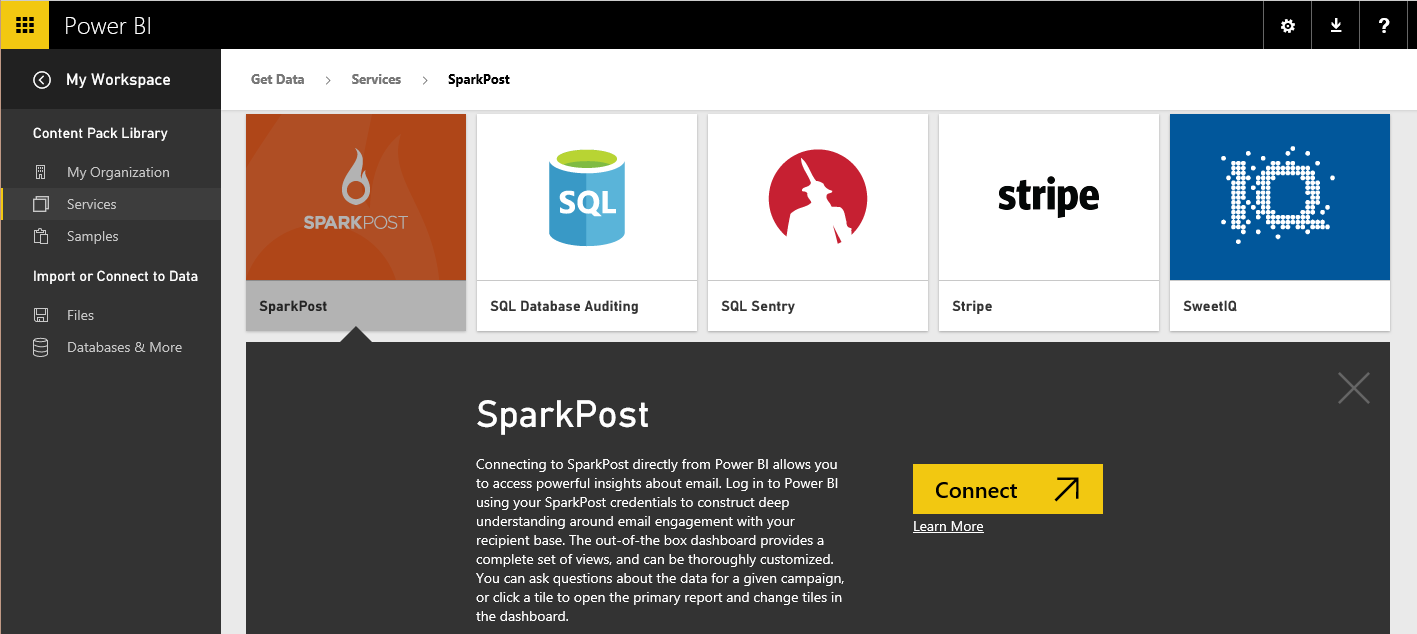 Power BI
?
My Workspace
Get Data > Services > SparkPost
Content Pack Library
My Organization
Services
Samples
Import or Connect to Data
Files
Databases & More
SPARKPOST
SQL
stripe
IQ
SparkPost
SQL Database Auditing
SQL Sentry
Stripe
SweetIQ
SparkPost
Connecting to SparkPost directly from Power BI allows you
to access powerful insights about email. Log in to Power BI
using your SparkPost credentials to construct deep
understanding around email engagement with your
recipient base. The out-of-the box dashboard provides a
complete set of views, and can be thoroughly customized.
You can ask questions about the data for a given campaign,
or click a tile to open the primary report and change tiles in
the dashboard.
Connect
Learn More